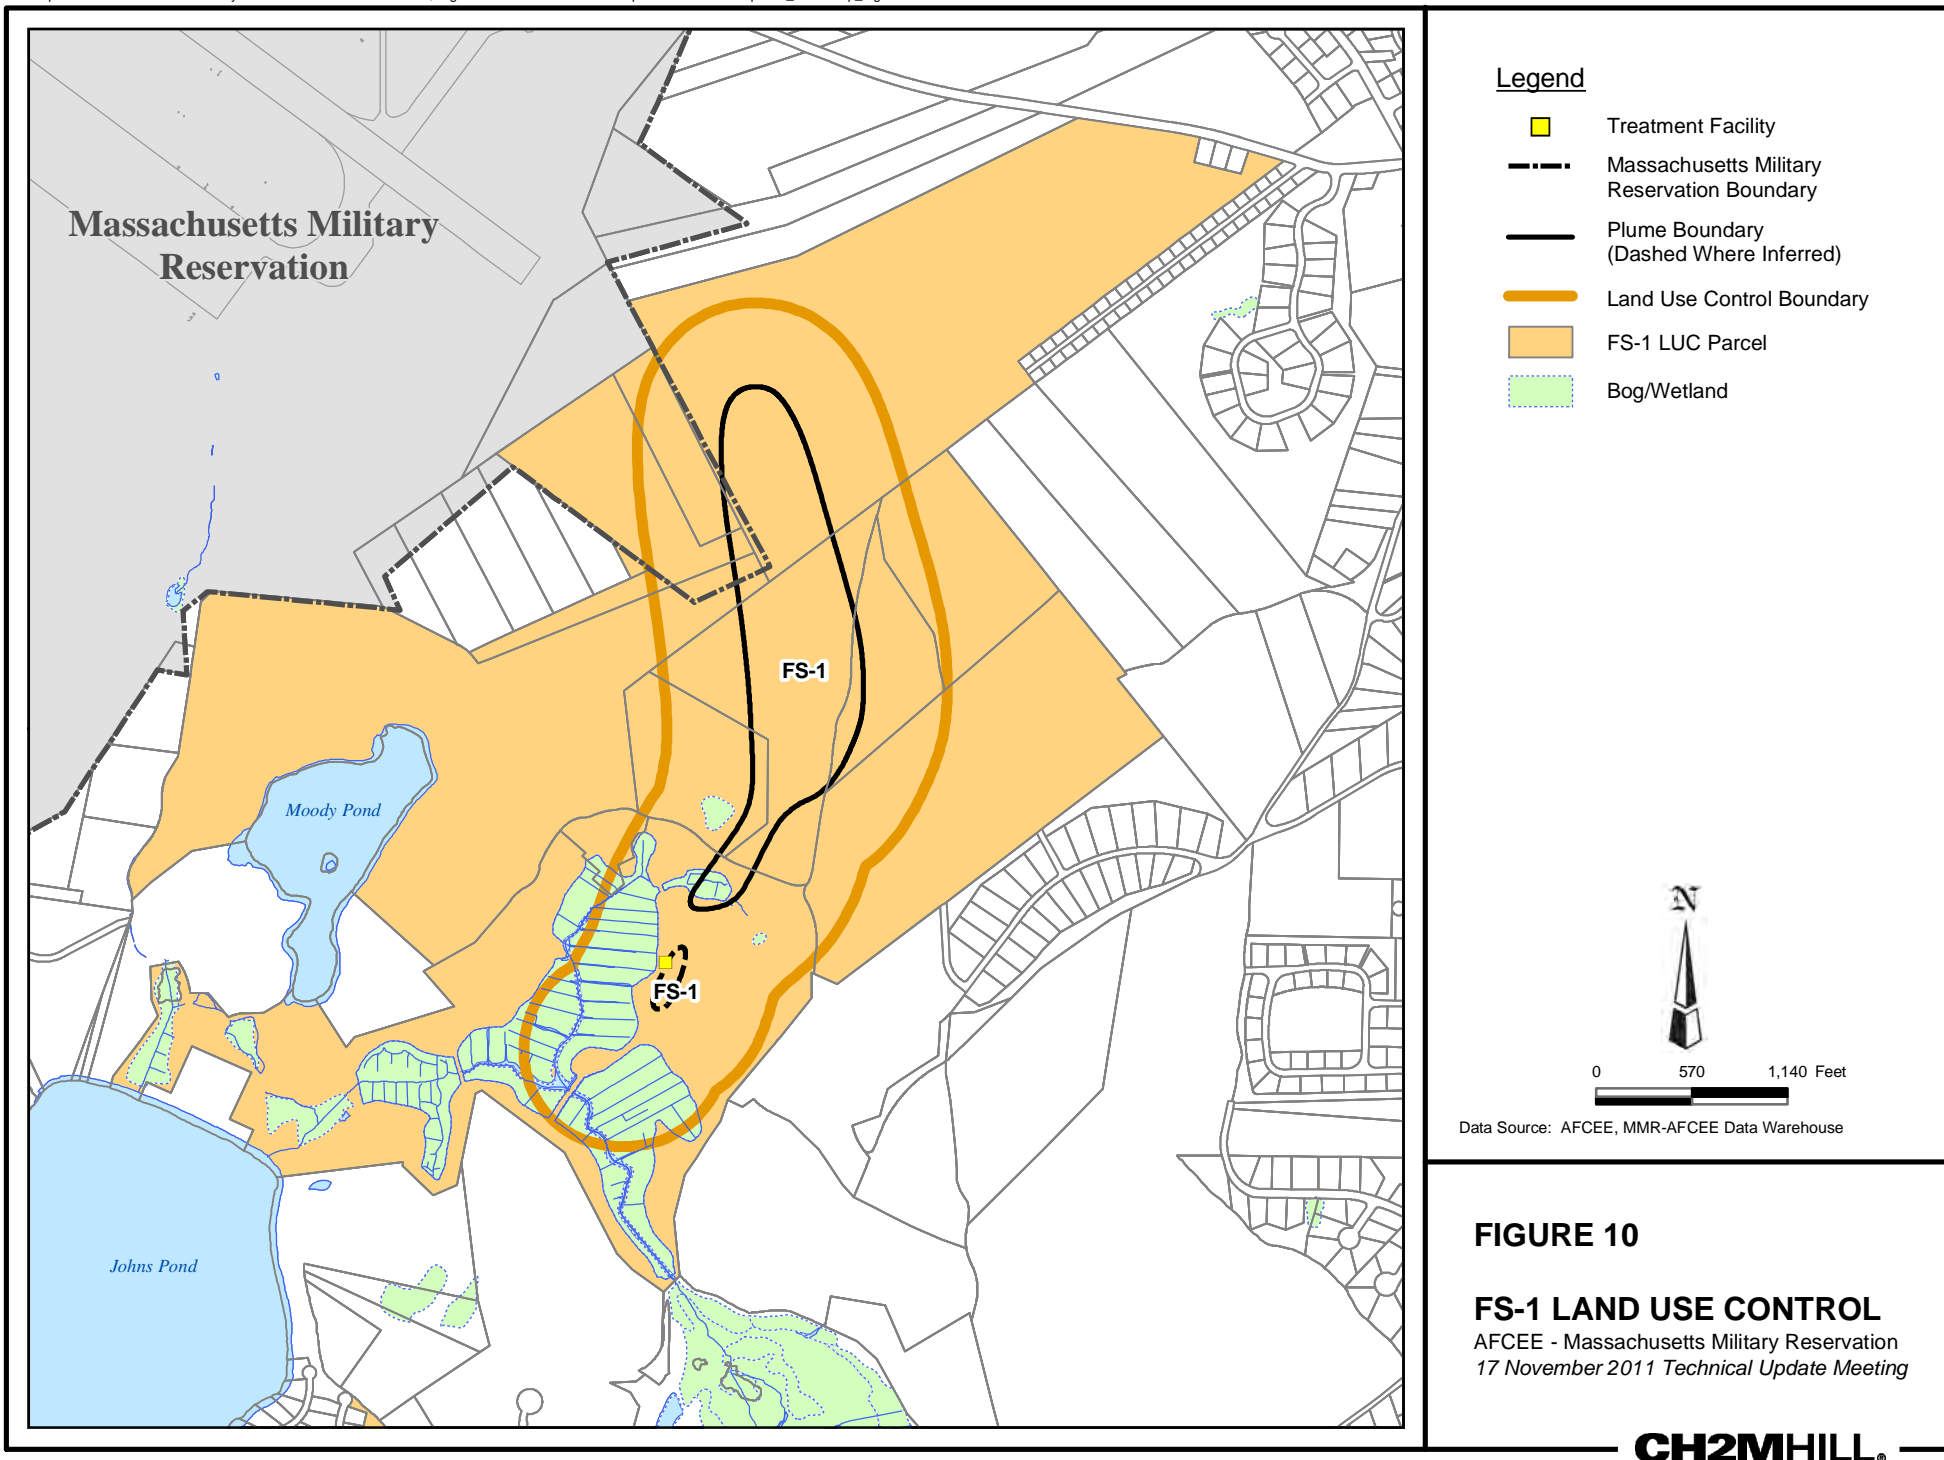 Massachusetts Military
Reservation
FS-1
Moody Pond
FS-1
Johns Pond
Legend
Treatment Facility
Massachusetts Military
Reservation Boundary
Plume Boundary
(Dashed Where Inferred)
Land Use Control Boundary
FS-1 LUC Parcel
Bog/Wetland
N
0 570 1,140 Feet
Data Source: AFCEE, MMR-AFCEE Data Warehouse
FIGURE 10
FS-1 LAND USE CONTROL
AFCEE - Massachusetts Military Reservation
17 November 2011 Technical Update Meeting
CH2MHILL®